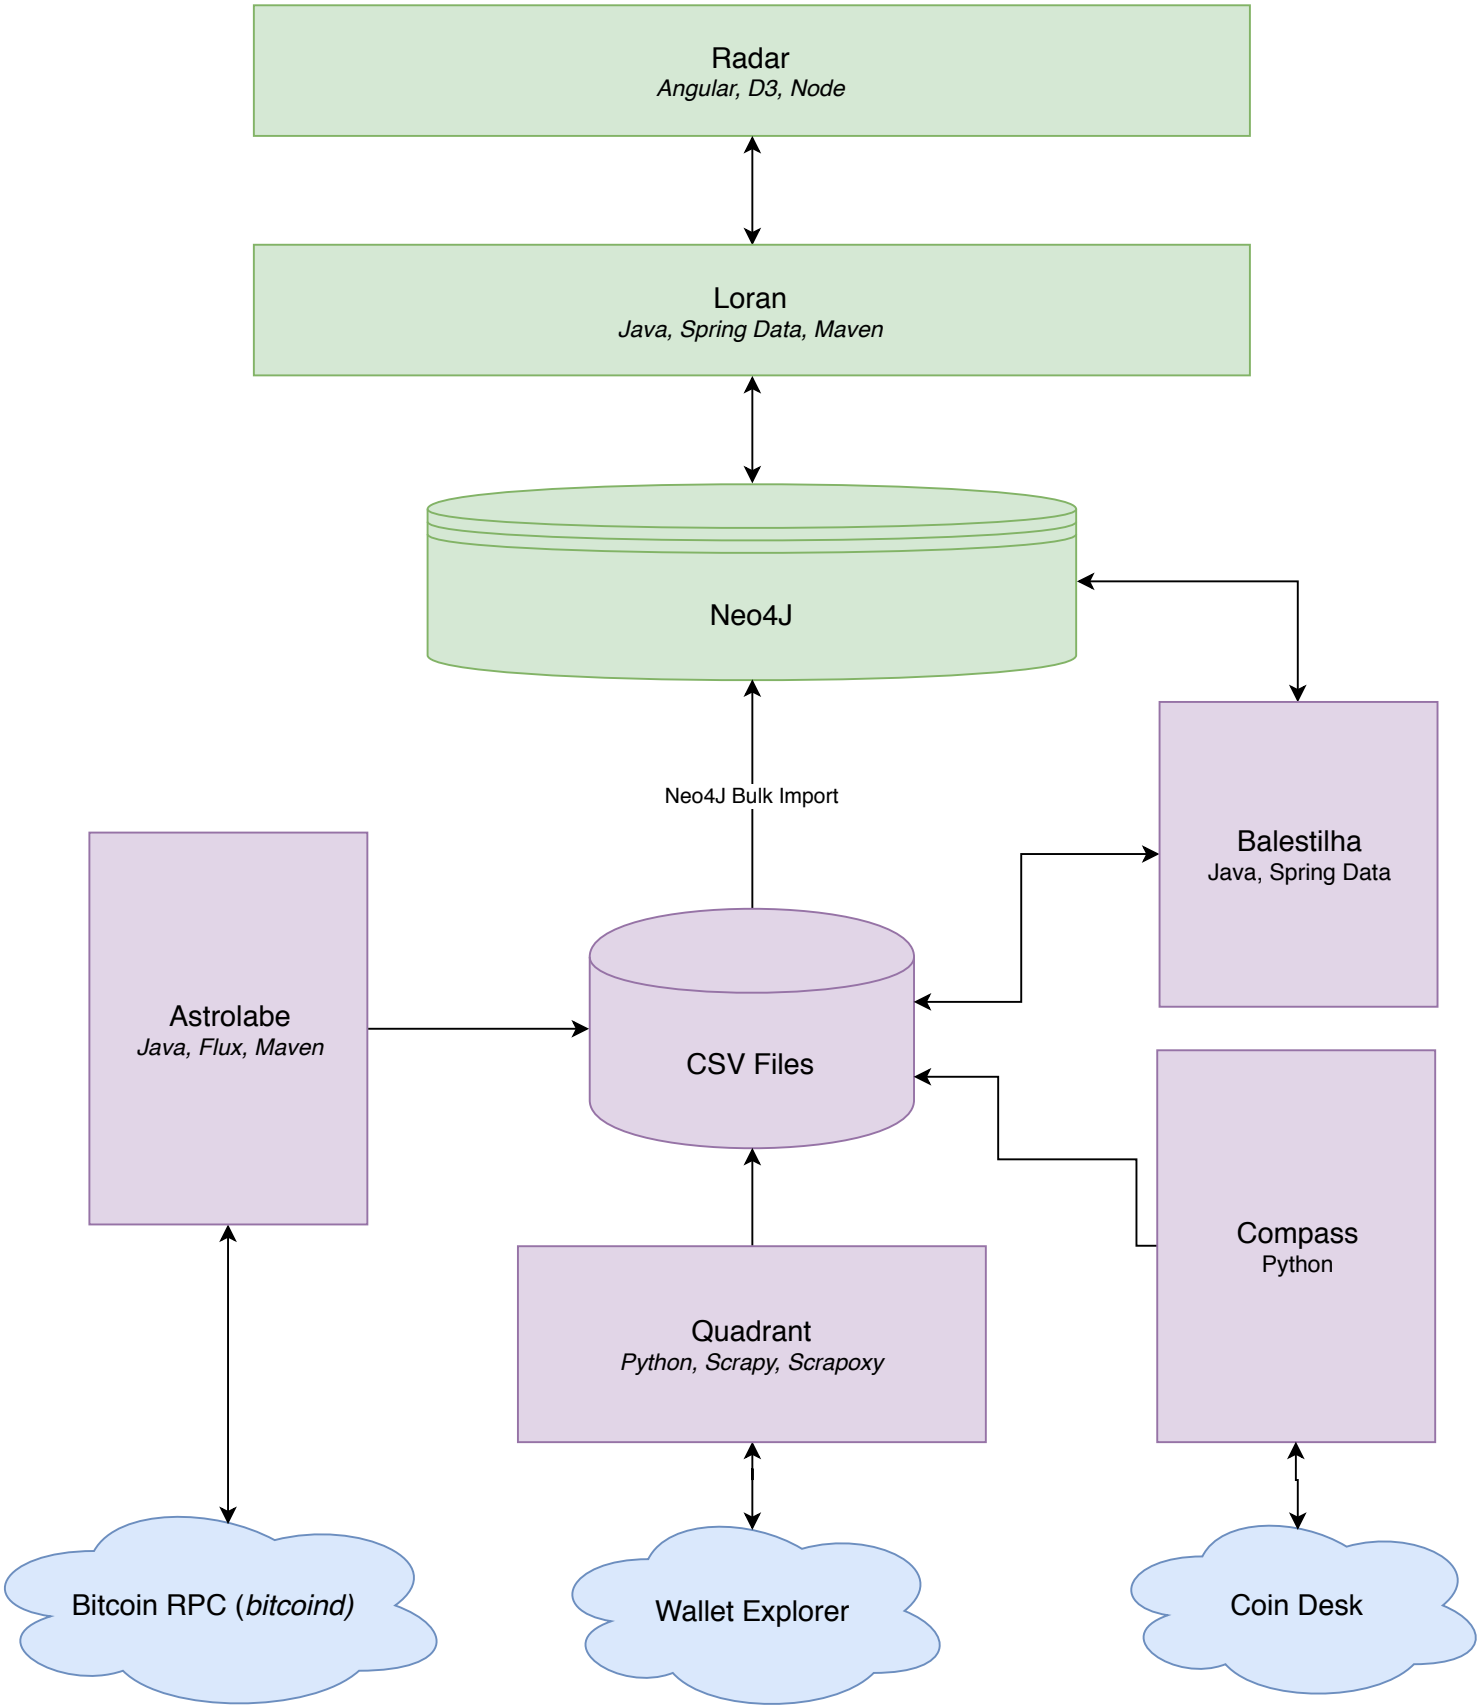 Radar
Angular, D3, Node
Loran
Java, Spring Data, Maven
Neo4J
Neo4J Bulk Import
Balestilha
Java, Spring Data
Astrolabe
Java, Flux, Maven
CSV Files
Compass
Python
Quadrant
Python, Scrapy, Scrapoxy
Bitcoin RPC (bitcoind)
Wallet Explorer
Coin Desk